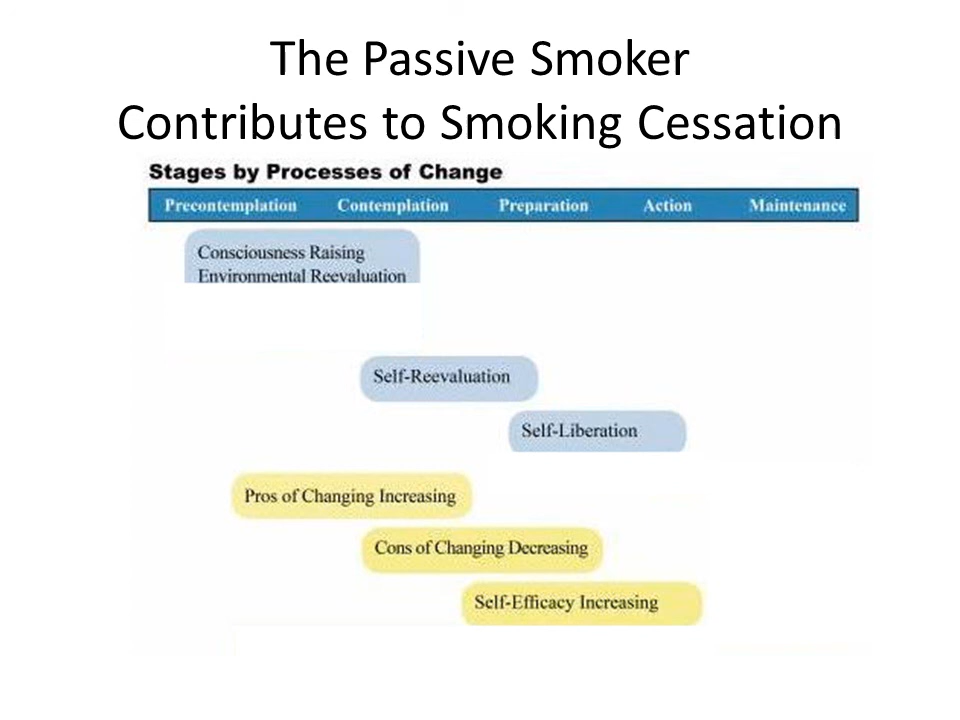 The Passive Smoker
Contributes to Smoking Cessation
Stages by Processes of Change
Precontemplation Contemplation Preparation Action Maintenance
Consciousness Raising
Environmental Reevaluation
Self-Reevaluation
Self-Liberation
Pros of Changing Increasing
Cons of Changing Decreasing
Self-Efficacy Increasing